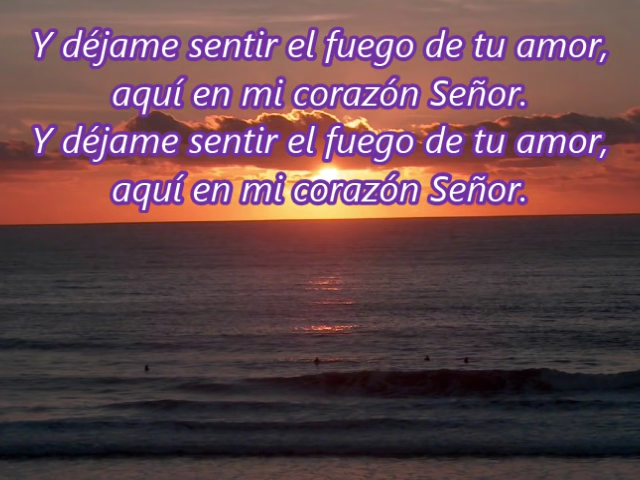 Y déjame sentir el fuego de tu amor,
aquí en mi corazón Señor.
Y déjame sentir el fuego de tu amor,
aquí en mi corazón Señor.